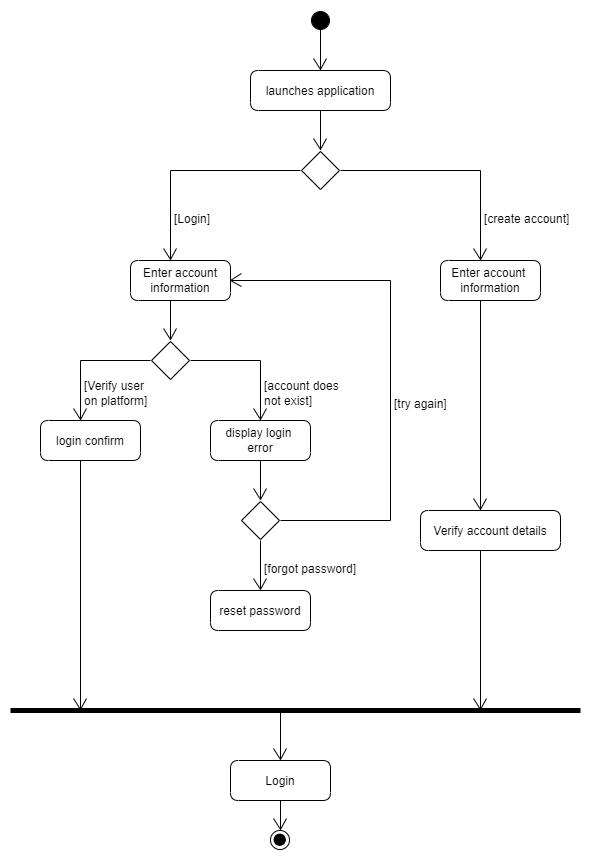 launches application
[Login]
[create account]
Enter account
information
Enter account
information
[Verify user
on platform]
[account does
not exist]
[try again]
login confirm
display login
error
Verify account details
[forgot password]
reset password
Login